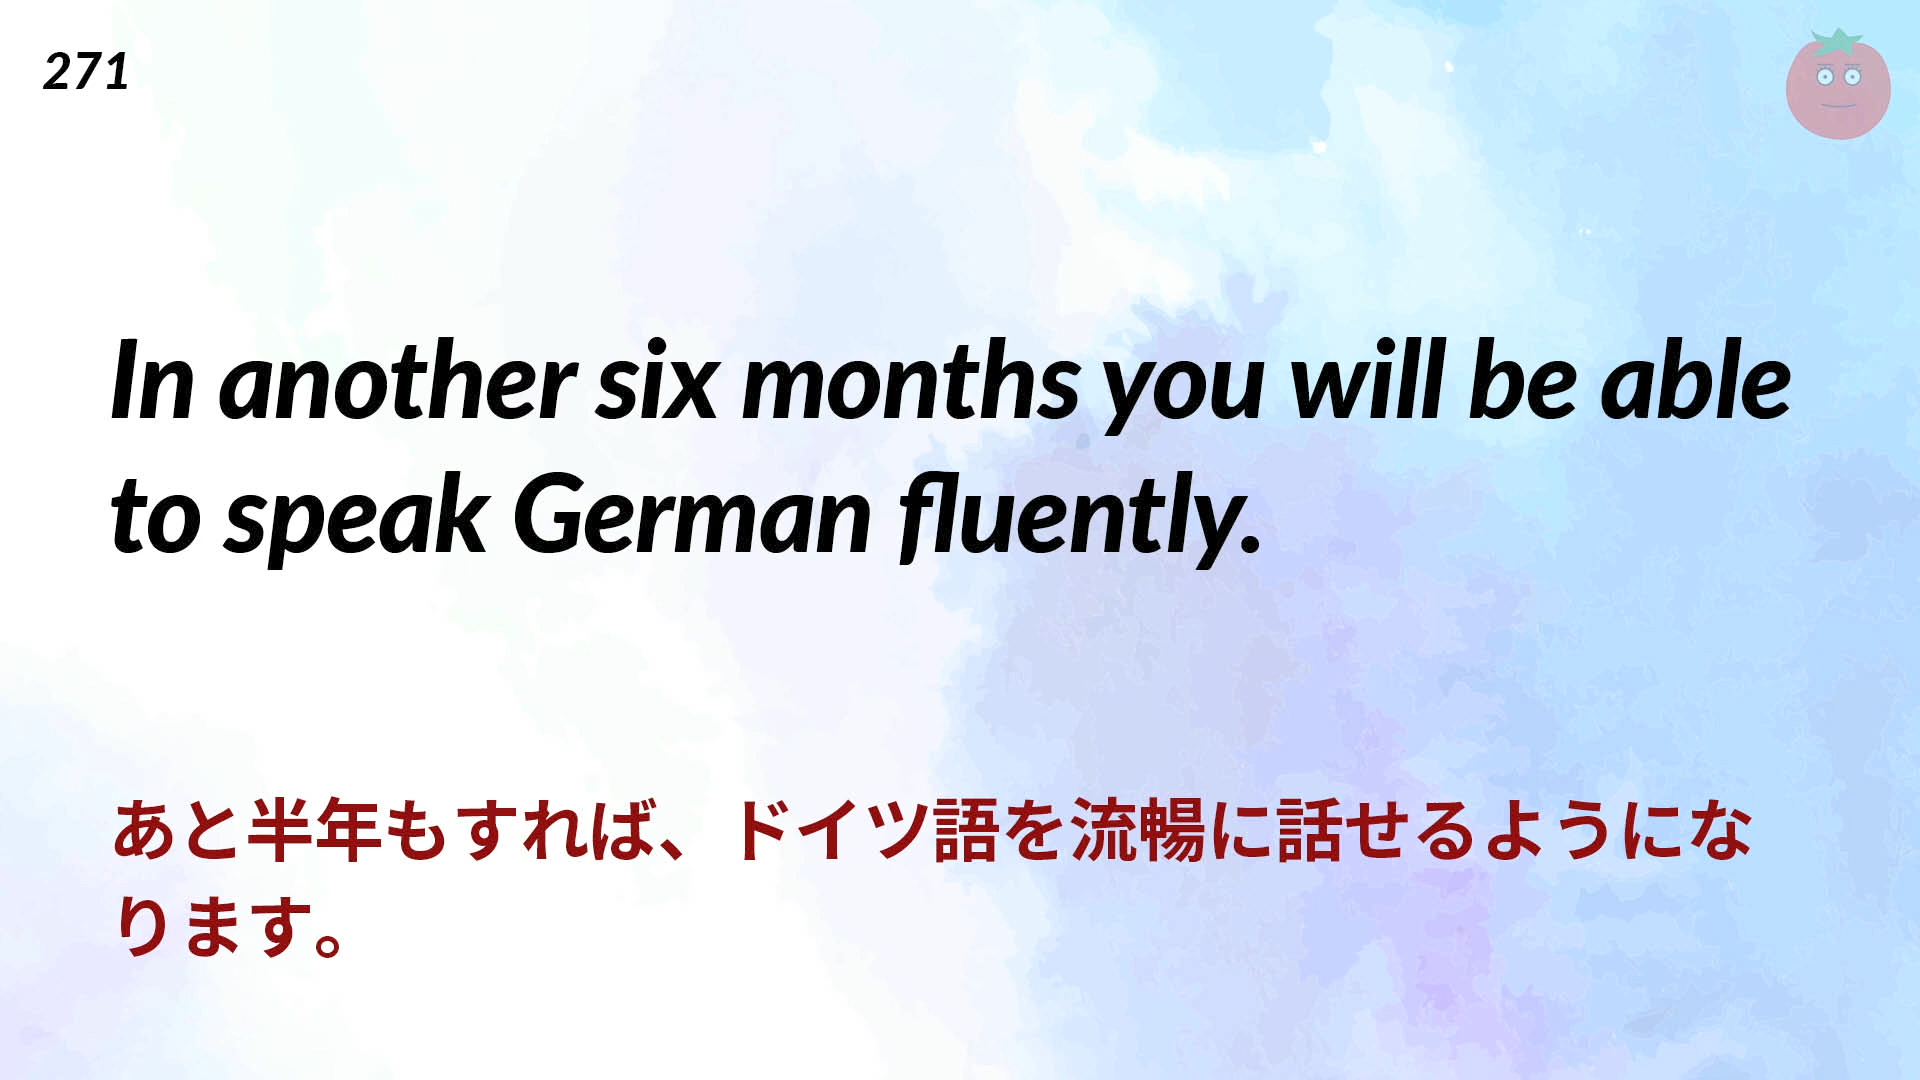 271
In another six months you will be able
to speak German fluently.
あと半年もすれば、ドイツ語を流暢に話せるようにな
ります。